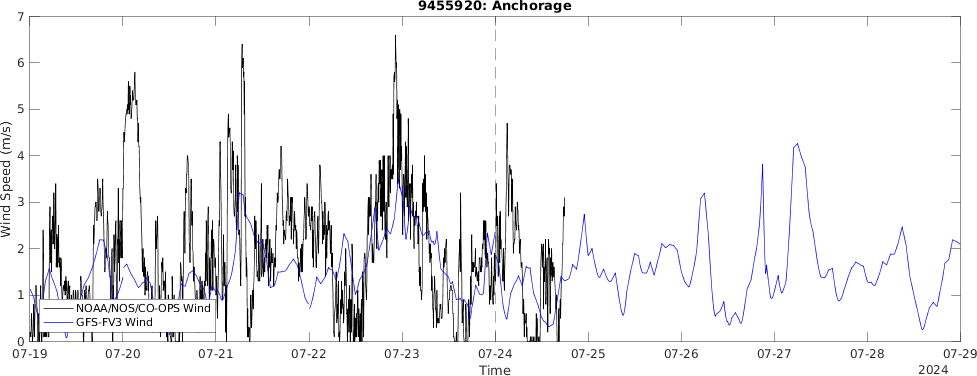 9455920: Anchorage
7
6
5
4
3
2
1
0
Wind Speed (m/s)
NOAA/NOS/CO-OPS Wind
GFS-FV3 Wind
07-19 07-20 07-21 07-22 07-23 07-24 07-25 07-26 07-27 07-28 07-29
Time
2024